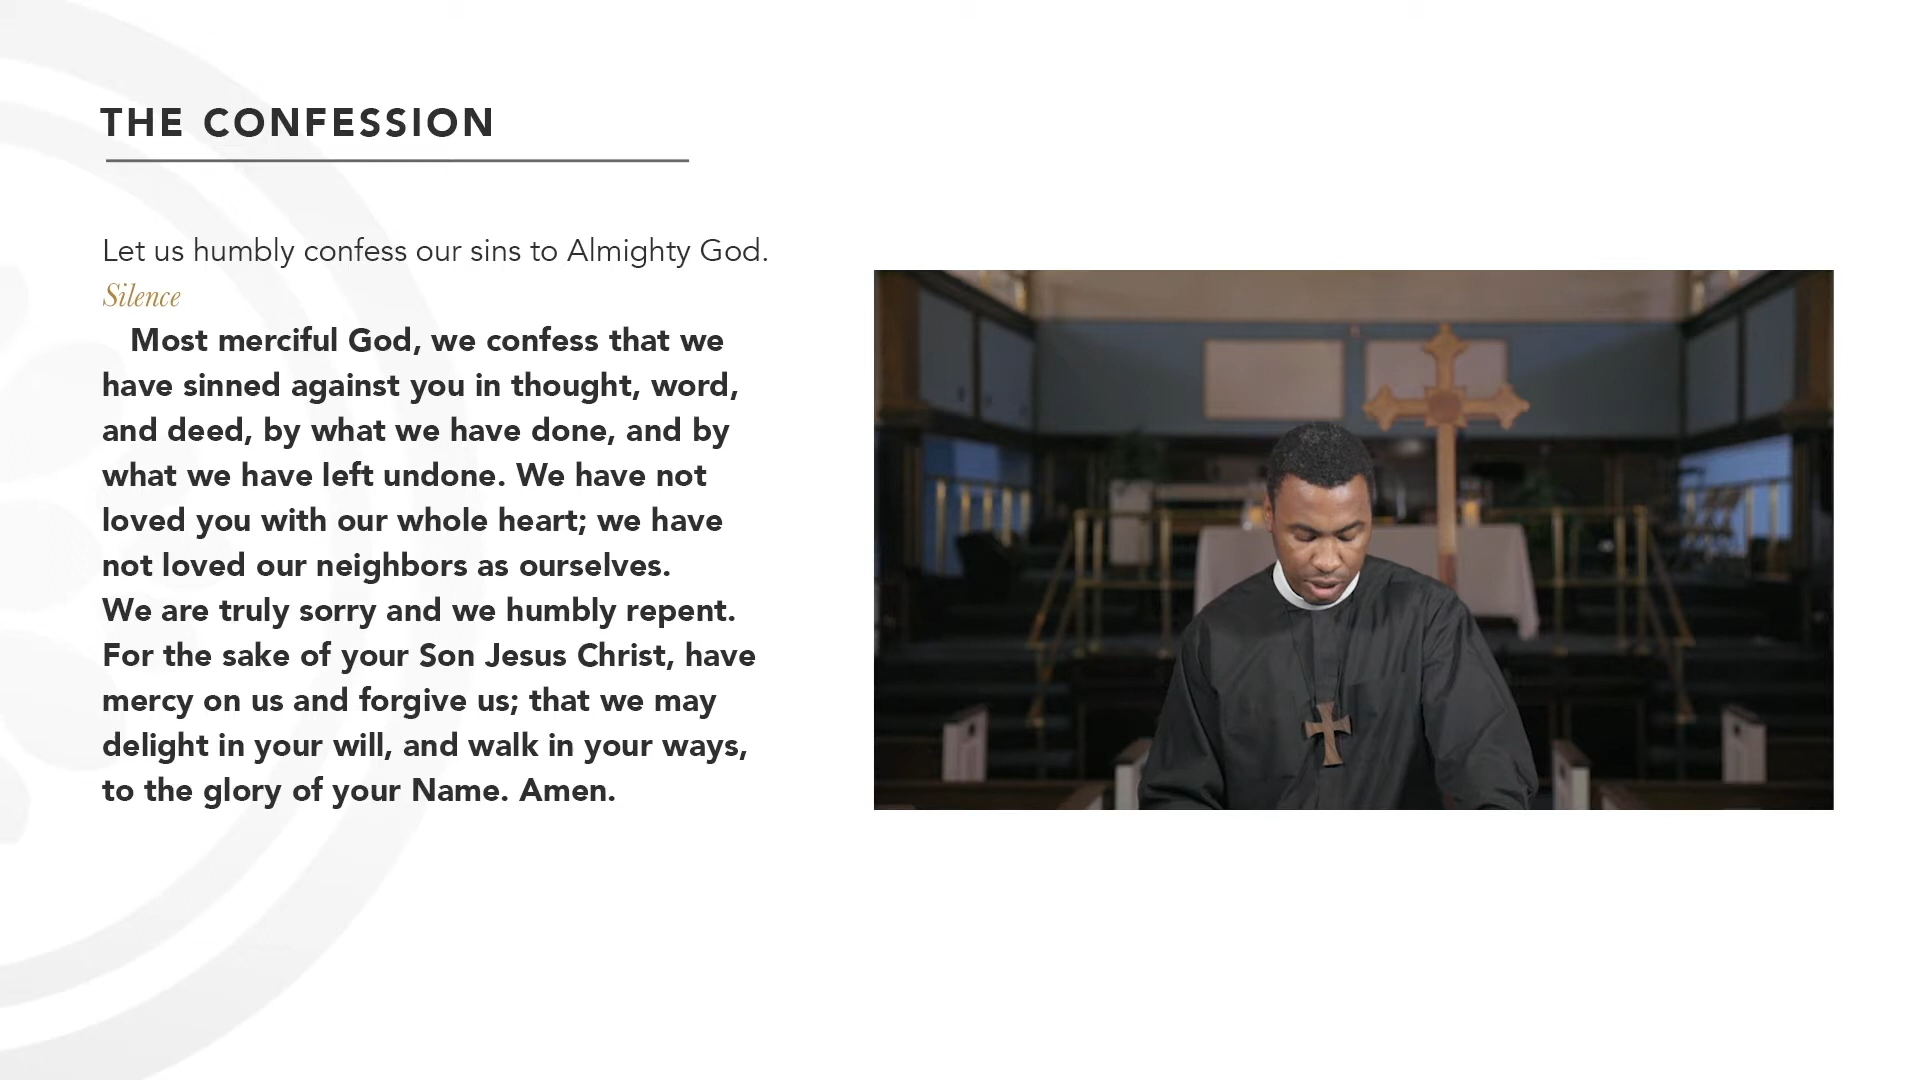 THE CONFESSION
Let us humbly confess our sins to Almighty God.
Silence
Most merciful God, we confess that we
have sinned against you in thought, word,
and deed, by what we have done, and by
what we have left undone. We have not
loved you with our whole heart; we have
not loved our neighbors as ourselves.
We are truly sorry and we humbly repent.
For the sake of your Son Jesus Christ, have
mercy on us and forgive us; that we may
delight in your will, and walk in your ways,
to the glory of your Name. Amen.